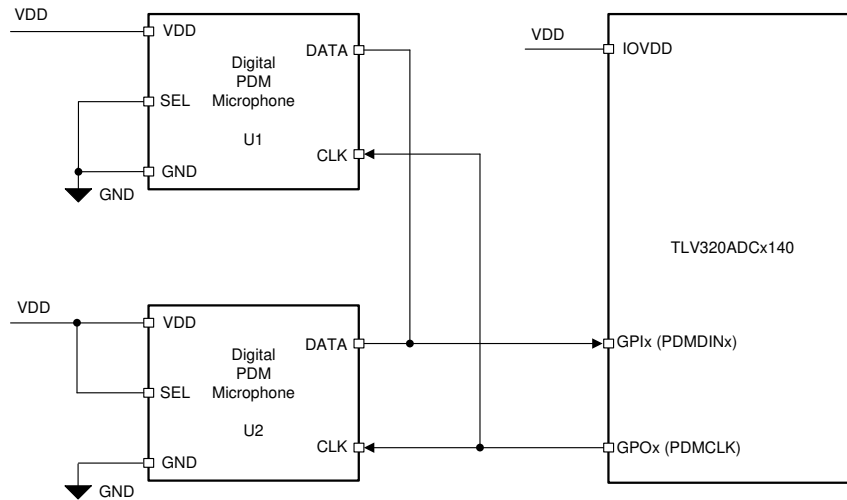 VDD
VDD
SEL
GND
GND
Digital
PDM
Microphone
U1
DATA
CLK
VDD
IOVDD
TLV320ADCx140
GPIx (PDMDINx)
GPOx (PDMCLK)
VDD
VDD
SEL
GND
GND
Digital
PDM
Microphone
U2
DATA
CLK